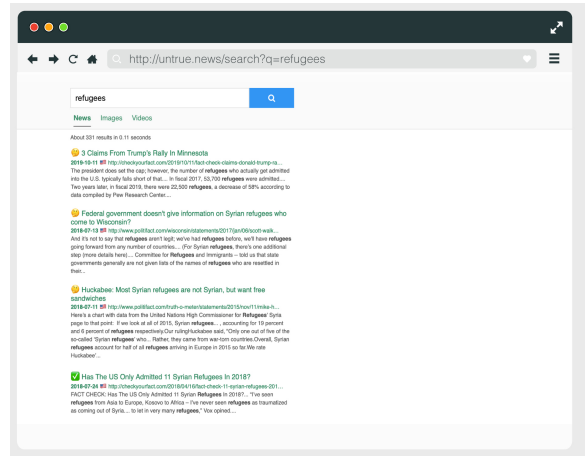 http://untrue.news/search?q=refugees
refugees
News Images Videos
About 331 results in 0.11 seconds
3 Claims From Trump's Rally In Minnesota
2019-10-11 http://checkyourfact.com/2019/10/11/fact-check-claims-donald-trump-ra...
The president does set the cap; however, the number of refugees who actually get admitted
into the U.S. typically falls short of that.... In fiscal 2017, 53,700 refugees were admitted....
Two years later, in fiscal 2019, there were 22,500 refugees, a decrease of 58% according to
data compiled by Pew Research Center....
Federal government doesn't give information on Syrian refugees who
come to Wisconsin?
2018-07-13 http://www.politifact.com/wisconsin/statements/2017/jan/06/scott-walk...
And it's not to say that refugees aren't legit; we've had refugees before, we'll have refugees
going forward from any number of countries.... (For Syrian refugees, there's one additional
step (more details here).... Committee for Refugees and Immigrants -- told us that state
governments generally are not given lists of the names of refugees who are resettled in
their...
Huckabee: Most Syrian refugees are not Syrian, but want free
sandwiches
2018-07-11 http://www.politifact.com/truth-o-meter/statements/2015/nov/11/mike-h...
Here's a chart with data from the United Nations High Commissioner for Refugees' Syria
page to that point: If we look at all of 2015, Syrian refugees..., accounting for 19 percent
and 6 percent of refugees respectively.Our rulingHuckabee said, "Only one out of five of the
so-called 'Syrian refugees' who... Rather, they came from war-torn countries.Overall, Syrian
refugees account for half of all refugees arriving in Europe in 2015 so far.We rate
Huckabee'...
Has The US Only Admitted 11 Syrian Refugees In 2018?
2018-07-24 http://checkyourfact.com/2018/04/16/fact-check-11-syrian-refugees-201...
FACT CHECK: Has The US Only Admitted 11 Syrian Refugees In 2018?... "I've seen
refugees from Asia to Europe, Kosovo to Africa – I've never seen refugees as traumatized
as coming out of Syria.... to let in very many refugees," Vox opined,...